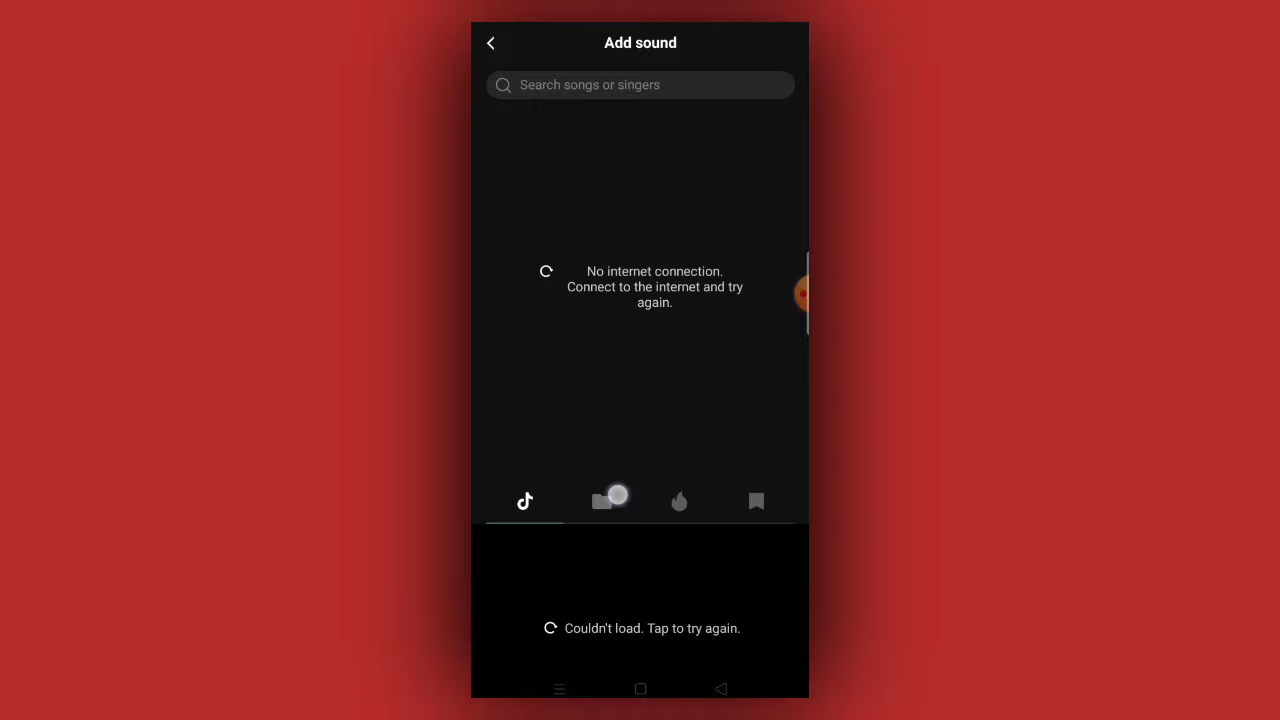 Add sound
Search songs or singers
No internet connection.
Connect to the internet and try
again.
Couldn't load. Tap to try again.